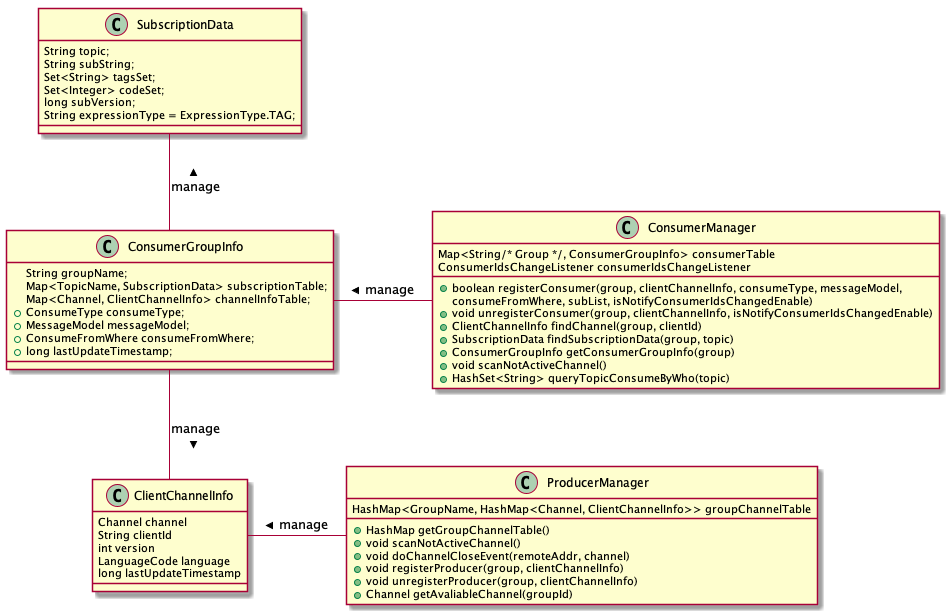 C SubscriptionData
String topic;
String subString;
Set<String> tagsSet;
Set<Integer> codeSet;
long subVersion;
String expressionType = ExpressionType.TAG;
▲
manage
C ConsumerGroupInfo
String groupName;
Map<TopicName, SubscriptionData> subscriptionTable;
Map<Channel, ClientChannelInfo> channelInfoTable;
ConsumeType consumeType;
MessageModel messageModel;
ConsumeFromWhere consumeFromWhere;
long lastUpdateTimestamp;
◄ manage
C ConsumerManager
Map<String/* Group */, ConsumerGroupInfo> consumerTable
ConsumerIdsChangeListener consumerIdsChangeListener
boolean registerConsumer(group, clientChannelInfo, consumeType, messageModel,
consumeFromWhere, subList, isNotifyConsumerIdsChangedEnable)
void unregisterConsumer(group, clientChannelInfo, isNotifyConsumerIdsChangedEnable)
ClientChannelInfo findChannel(group, clientId)
SubscriptionData findSubscriptionData(group, topic)
ConsumerGroupInfo getConsumerGroupInfo(group)
void scanNotActiveChannel()
HashSet<String> queryTopicConsumeByWho(topic)
manage
▼
C ClientChannelInfo
Channel channel
String clientId
int version
LanguageCode language
long lastUpdateTimestamp
◄ manage
C ProducerManager
HashMap<GroupName, HashMap<Channel, ClientChannelInfo>> groupChannelTable
HashMap getGroupChannelTable()
void scanNotActiveChannel()
void doChannelCloseEvent(remoteAddr, channel)
void registerProducer(group, clientChannelInfo)
void unregisterProducer(group, clientChannelInfo)
Channel getAvaliableChannel(groupId)